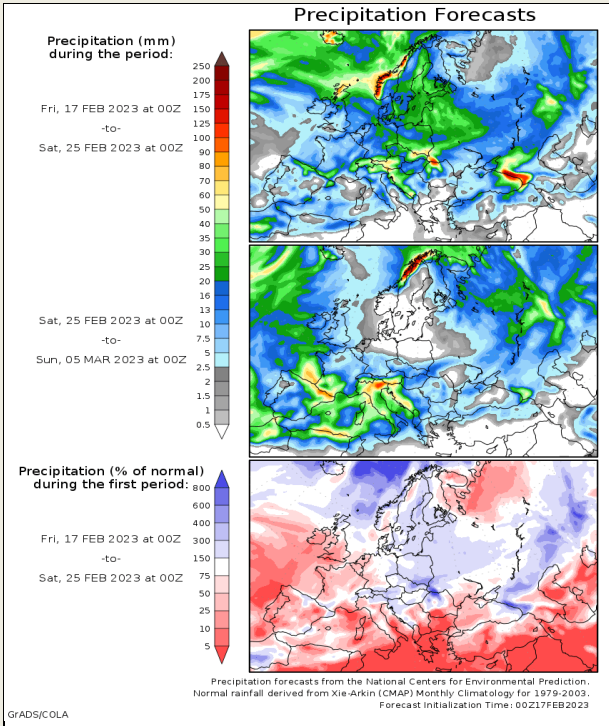 Precipitation Forecasts
Precipitation (mm)
during the period:
Fri, 17 FEB 2023 at 00Z
-to-
Sat, 25 FEB 2023 at 00Z
250
200
175
150
125
100
90
80
70
60
50
40
35
30
25
20
16
13
10
7.5
5
2.5
2
1.5
1
0.5
Sat, 25 FEB 2023 at 00Z
-to-
Sun, 05 MAR 2023 at 00Z
Precipitation (% of normal)
during the first period:
Fri, 17 FEB 2023 at 00Z
-to-
Sat, 25 FEB 2023 at 00Z
800
600
400
300
150
75
50
25
10
5
Precipitation forecasts from the National Centers for Environmental Prediction.
Normal rainfall derived from Xie-Arkin (CMAP) Monthly Climatology for 1979-2003.
Forecast Initialization Time: 00Z17FEB2023
GrADS/COLA